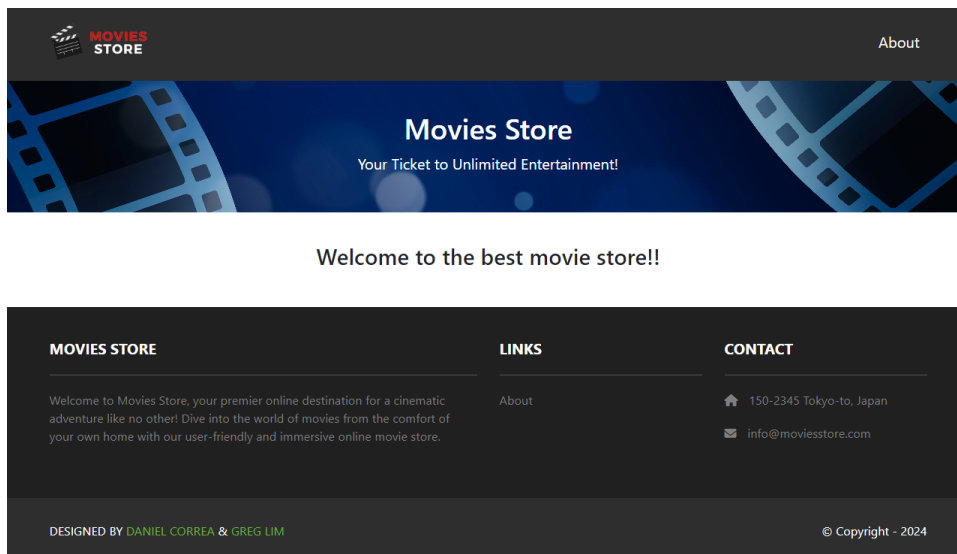 MOVIES
STORE
About
Movies Store
Your Ticket to Unlimited Entertainment!
Welcome to the best movie store!!
MOVIES STORE
Welcome to Movies Store, your premier online destination for a cinematic
adventure like no other! Dive into the world of movies from the comfort of
your own home with our user-friendly and immersive online movie store.
LINKS
About
CONTACT
150-2345 Tokyo-to, Japan
info@moviesstore.com
DESIGNED BY DANIEL CORREA & GREG LIM
© Copyright - 2024